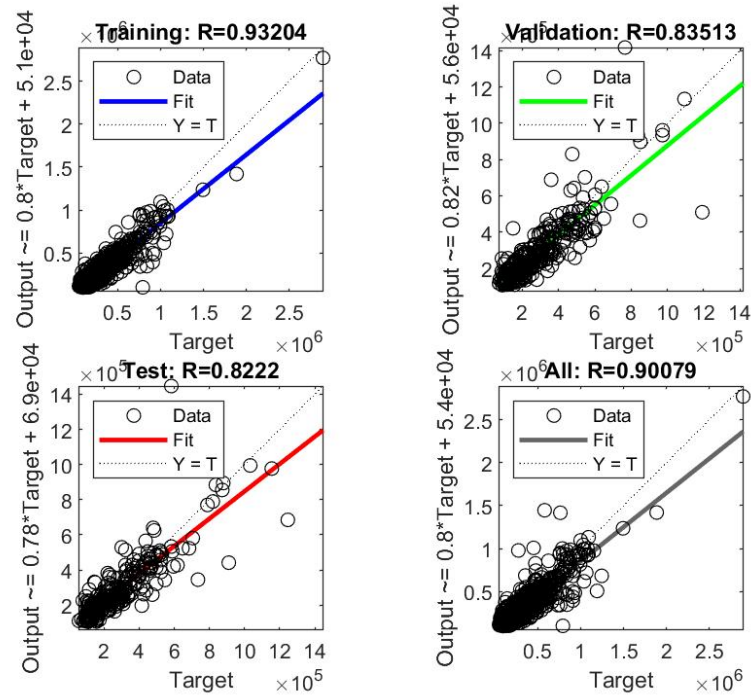 ×10^6
Training: R=0.93204
Output ~= 0.8*Target + 5.1e+04
Data
Fit
Y = T
2.5
2
1.5
1
0.5
0.5 1 1.5 2 2.5
Target ×10^6
×10^5
Validation: R=0.83513
Output ~= 0.82*Target + 5.6e+04
Data
Fit
Y = T
14
12
10
8
6
4
2
2 4 6 8 10 12 14
Target ×10^5
×10^5
Test: R=0.8222
Output ~= 0.78*Target + 6.9e+04
Data
Fit
Y = T
14
12
10
8
6
4
2
2 4 6 8 10 12 14
Target ×10^5
×10^6
All: R=0.90079
Output ~= 0.8*Target + 5.4e+04
Data
Fit
Y = T
2.5
2
1.5
1
0.5
0.5 1 1.5 2 2.5
Target ×10^6